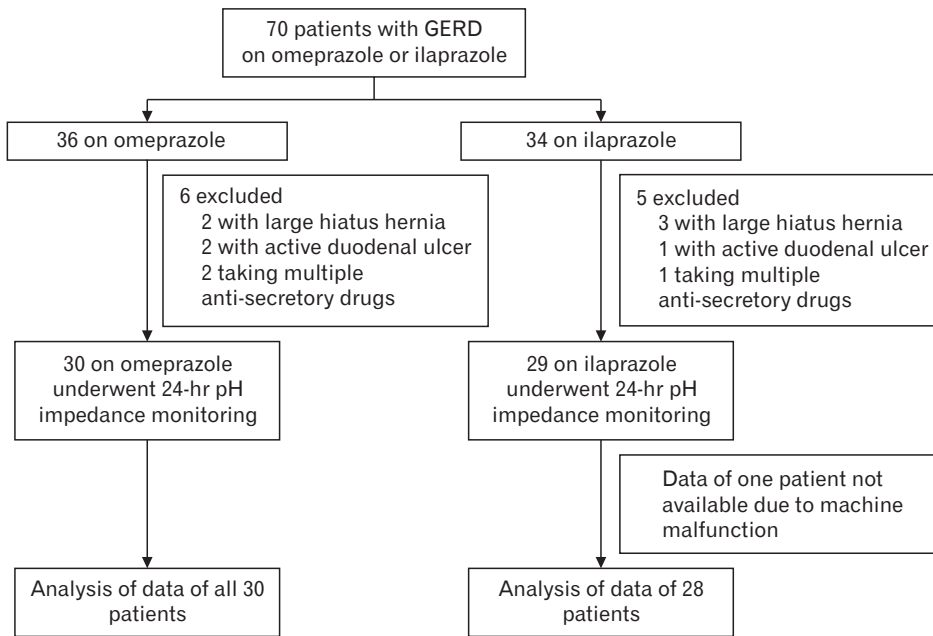 70 patients with GERD
on omeprazole or ilaprazole
36 on omeprazole
34 on ilaprazole
6 excluded
2 with large hiatus hernia
2 with active duodenal ulcer
2 taking multiple
anti-secretory drugs
5 excluded
3 with large hiatus hernia
1 with active duodenal ulcer
1 taking multiple
anti-secretory drugs
30 on omeprazole
underwent 24-hr pH
impedance monitoring
29 on ilaprazole
underwent 24-hr pH
impedance monitoring
Data of one patient not
available due to machine
malfunction
Analysis of data of all 30
patients
Analysis of data of 28
patients